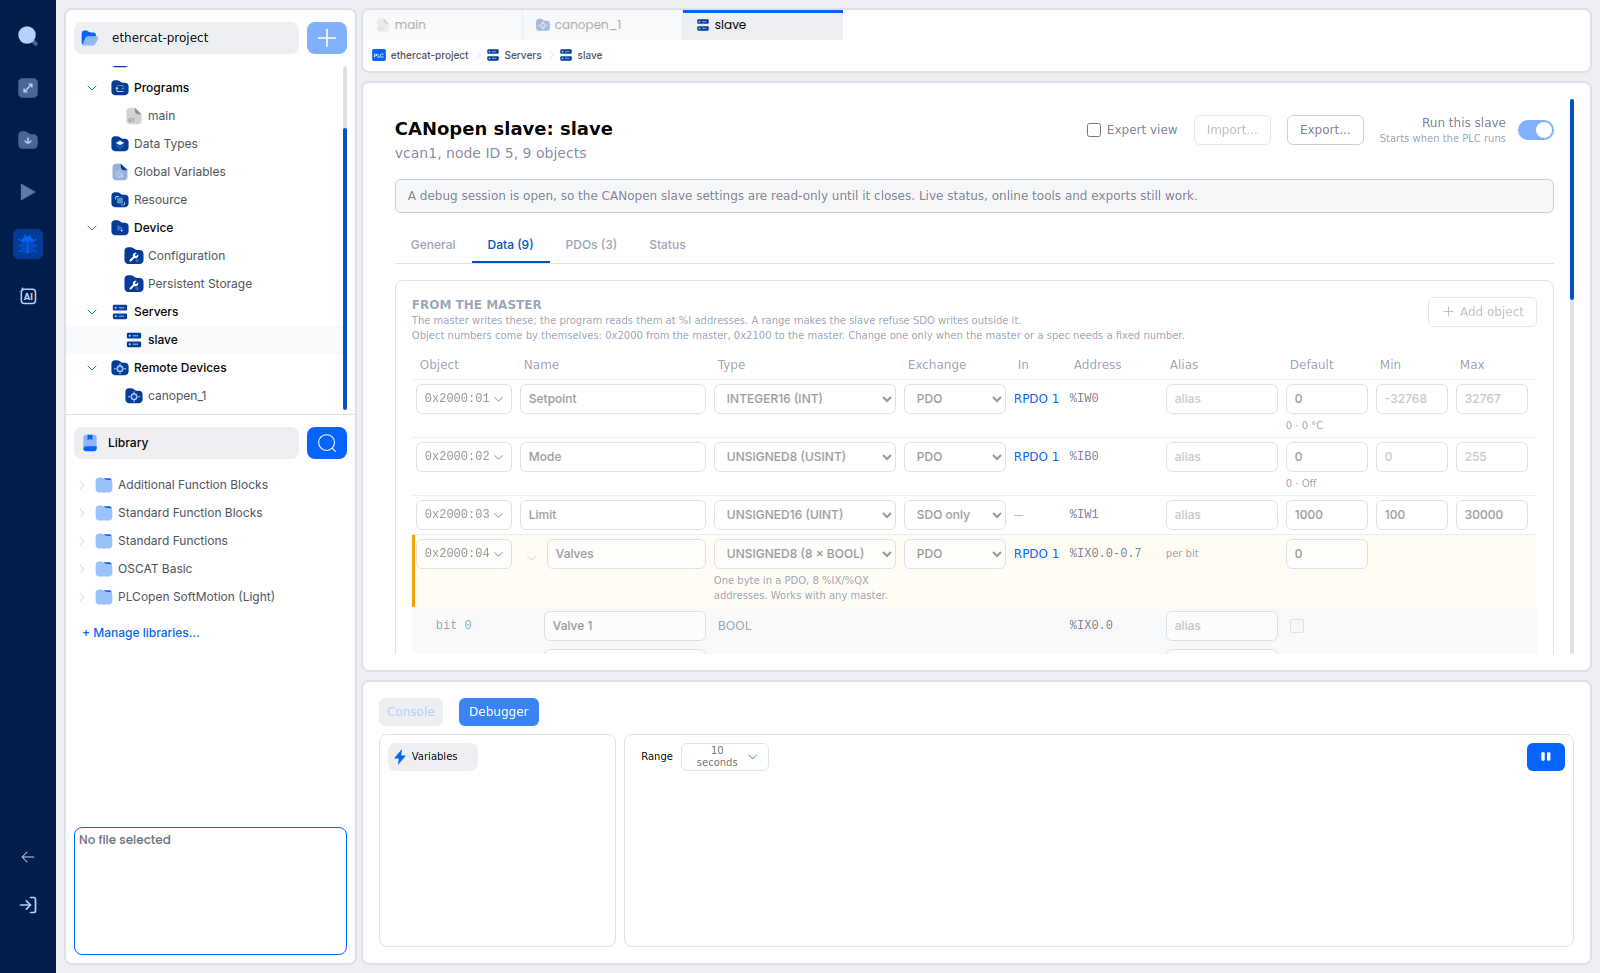 ethercat-project
Programs
main
Data Types
Global Variables
Resource
Device
Configuration
Persistent Storage
Servers
slave
Remote Devices
canopen_1
Library
Additional Function Blocks
Standard Function Blocks
Standard Functions
OSCAT Basic
PLCopen SoftMotion (Light)
+ Manage libraries...
No file selected
AI
main
canopen_1
slave
PLC ethercat-project
Servers
slave
CANopen slave: slave
vcan1, node ID 5, 9 objects
Expert view
Import...
Export...
Run this slave
Starts when the PLC runs
A debug session is open, so the CANopen slave settings are read-only until it closes. Live status, online tools and exports still work.
General
Data (9)
PDOs (3)
Status
FROM THE MASTER
The master writes these; the program reads them at %I addresses. A range makes the slave refuse SDO writes outside it.
Object numbers come by themselves: 0x2000 from the master, 0x2100 to the master. Change one only when the master or a spec needs a fixed number.
+ Add object
Object Name Type Exchange In Address Alias Default Min Max
0x2000:01 Setpoint INTEGER16 (INT) PDO RPDO 1 %IW0 alias 0 -32768 32767
0 · 0 °C
0x2000:02 Mode UNSIGNED8 (USINT) PDO RPDO 1 %IB0 alias 0 0 255
0 · Off
0x2000:03 Limit UNSIGNED16 (UINT) SDO only — %IW1 alias 1000 100 30000
0x2000:04 Valves UNSIGNED8 (8 × BOOL) PDO RPDO 1 %IX0.0-0.7 per bit 0
One byte in a PDO, 8 %IX/%QX
addresses. Works with any master.
bit 0 Valve 1 BOOL %IX0.0 alias
Console
Debugger
Variables
Range
10
seconds